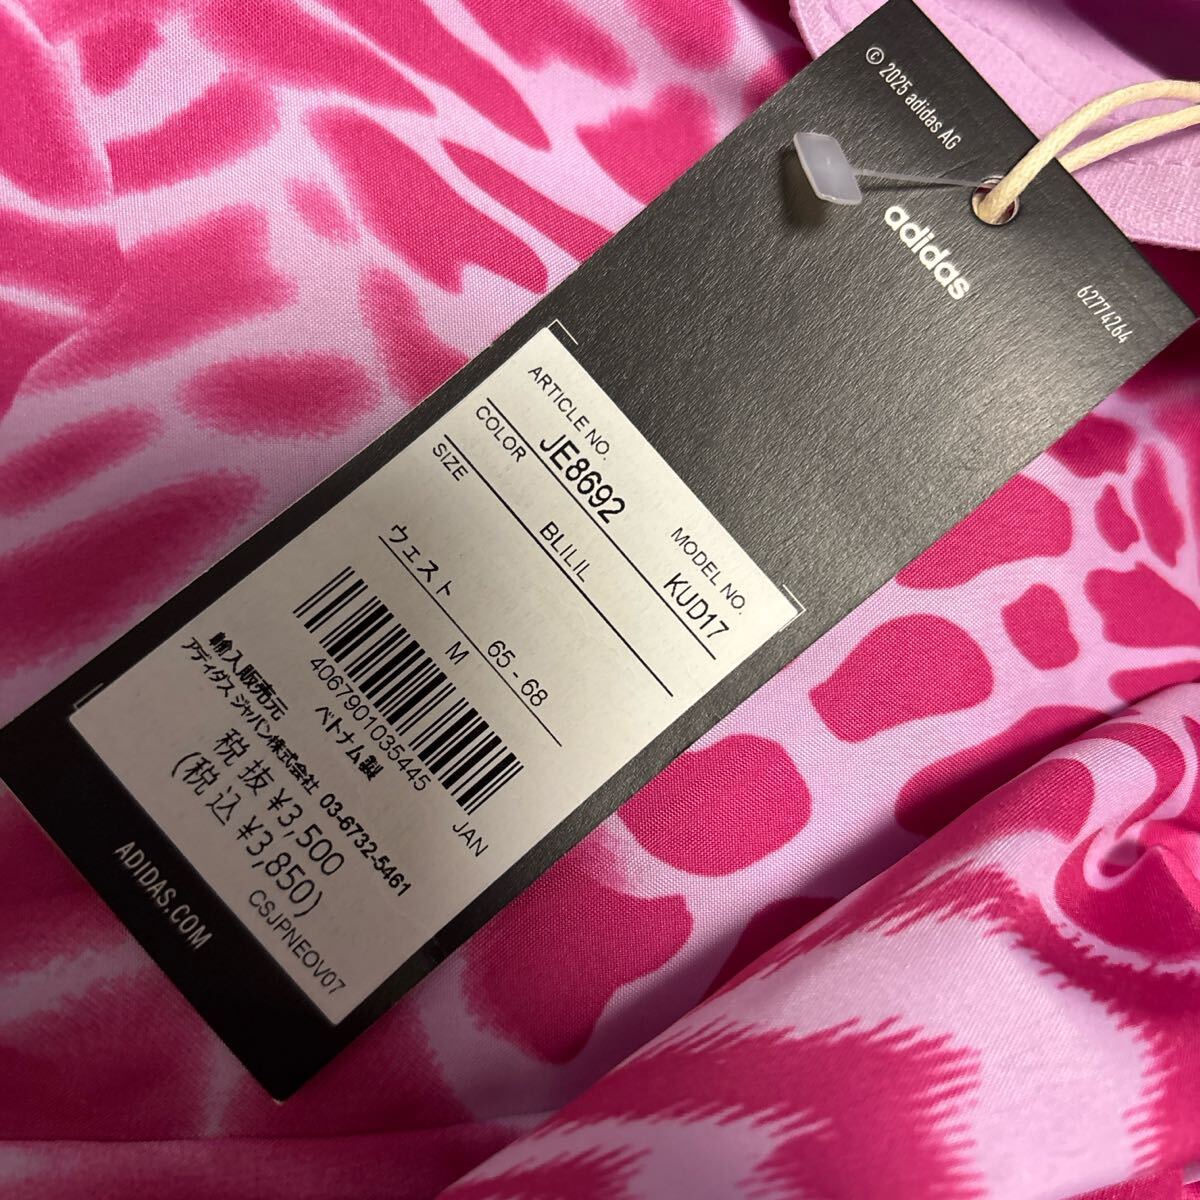 © 2025 adidas AG
adidas
62774264
ARTICLE NO.
MODEL NO.
JE8692
KUD17
COLOR
BLILIL
SIZE
ウェスト
65 - 68
M
4067901035445
JAN
ベトナム製
輸入販売元
アディダス ジャパン株式会社 03-6732-5461
税抜 ¥3,500
(税込 ¥3,850)
CSJPNEOV07
ADIDAS.COM